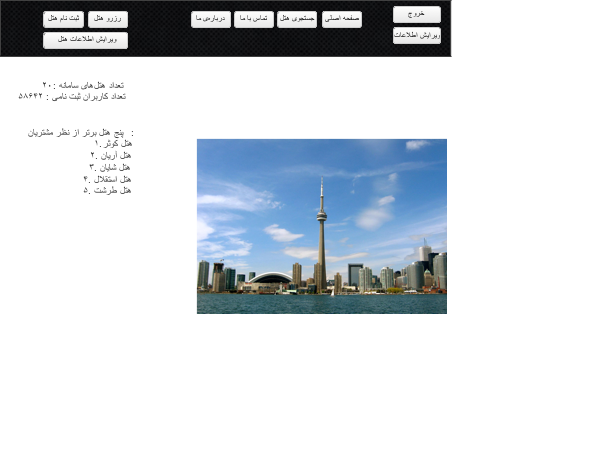 خروج
ویرایش اطلاعات
صفحه اصلی
جستجوی هتل
تماس با ما
درباره‌ی ما
رزرو هتل
ثبت نام هتل
ویرایش اطلاعات هتل
تعداد هتل‌های سامانه : ۲۰
تعداد کاربران ثبت نامی : ۵۸۶۴۲
پنج هتل برتر از نظر مشتریان :
۱. هتل کوثر
۲. هتل آریان
۳. هتل شایان
۴. هتل استقلال
۵. هتل طرشت